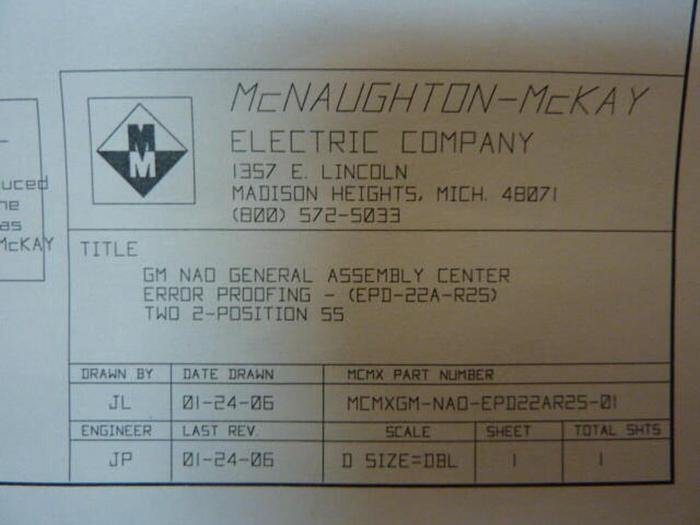 McNAUGHTON-McKAY
ELECTRIC COMPANY
1357 E. LINCOLN
MADISON HEIGHTS, MICH. 48071
(800) 572-5033
M
M
uced
he
as
McKAY
TITLE
GM NAO GENERAL ASSEMBLY CENTER
ERROR PROOFING - (EPD-22A-R25)
TWO 2-POSITION SS
DRAWN BY DATE DRAWN MCMX PART NUMBER
JL 01-24-06 MCMXGM-NAO-EPD22AR25-01
ENGINEER LAST REV. SCALE SHEET TOTAL SHTS
JP 01-24-06 D SIZE=DBL 1 1